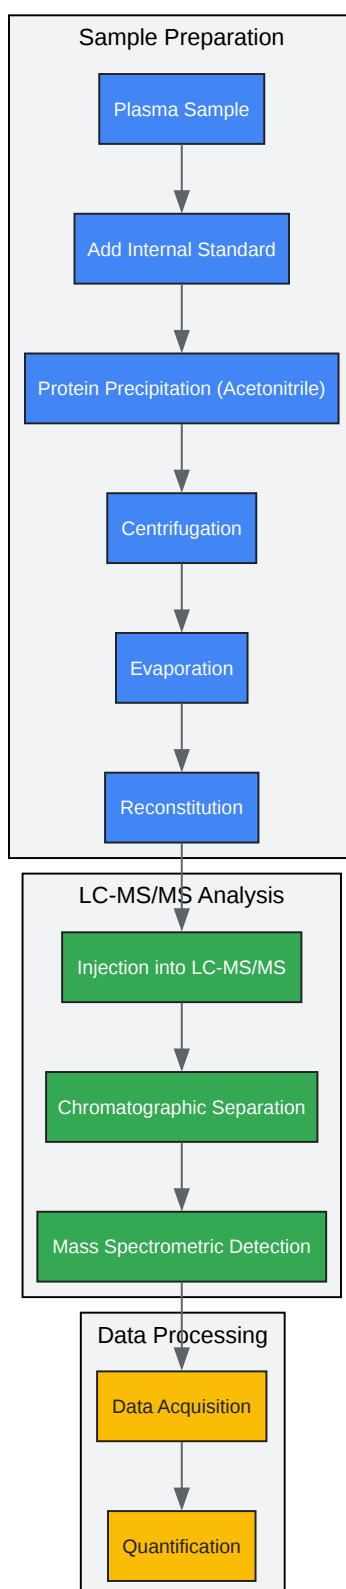 Sample Preparation
Plasma Sample
Add Internal Standard
Protein Precipitation (Acetonitrile)
Centrifugation
Evaporation
Reconstitution
LC-MS/MS Analysis
Injection into LC-MS/MS
Chromatographic Separation
Mass Spectrometric Detection
Data Processing
Data Acquisition
Quantification